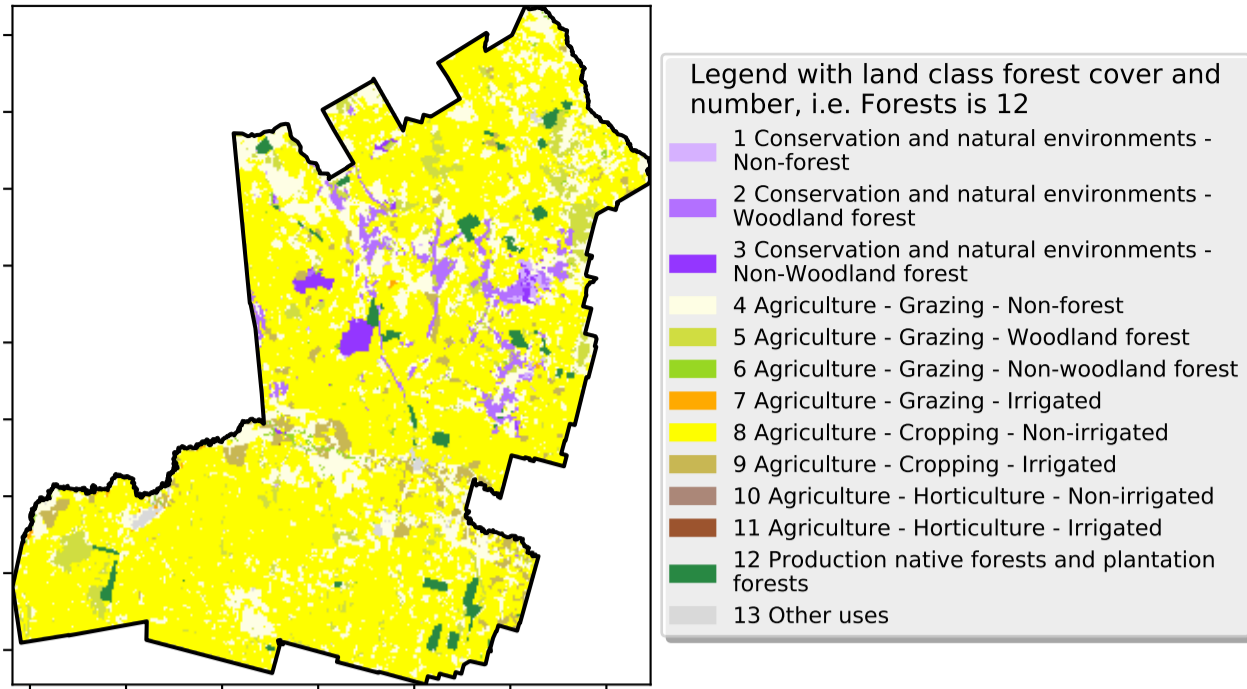 Legend with land class forest cover and
number, i.e. Forests is 12
1 Conservation and natural environments -
Non-forest
2 Conservation and natural environments -
Woodland forest
3 Conservation and natural environments -
Non-Woodland forest
4 Agriculture - Grazing - Non-forest
5 Agriculture - Grazing - Woodland forest
6 Agriculture - Grazing - Non-woodland forest
7 Agriculture - Grazing - Irrigated
8 Agriculture - Cropping - Non-irrigated
9 Agriculture - Cropping - Irrigated
10 Agriculture - Horticulture - Non-irrigated
11 Agriculture - Horticulture - Irrigated
12 Production native forests and plantation
forests
13 Other uses